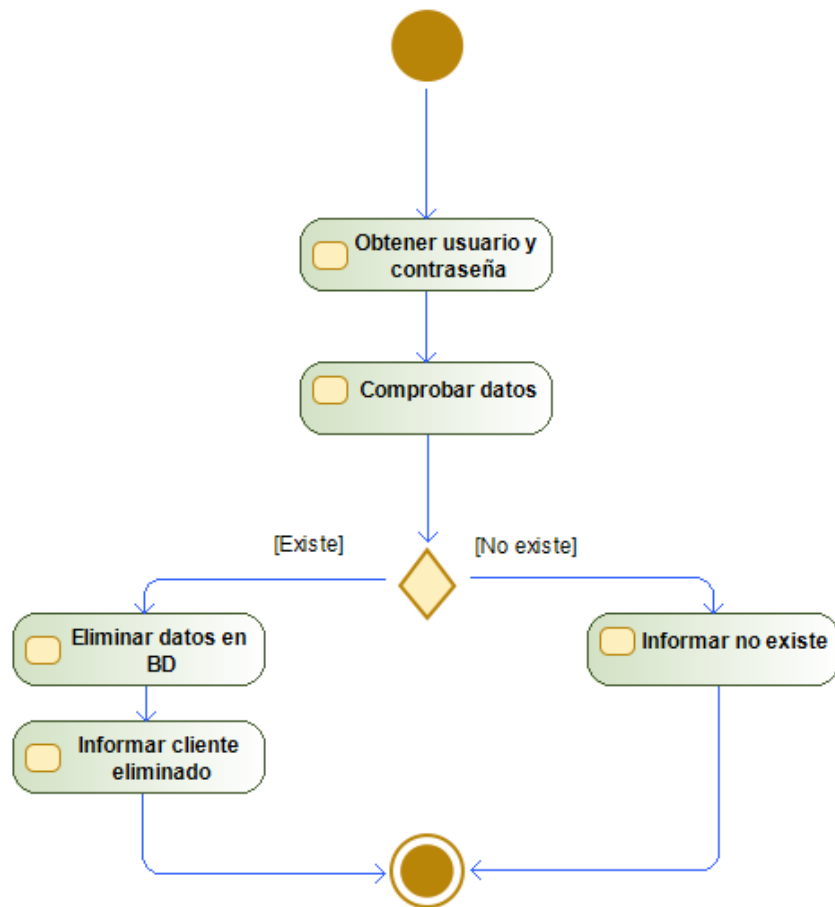 Obtener usuario y
contraseña
Comprobar datos
[Existe]
[No existe]
Eliminar datos en
BD
Informar no existe
Informar cliente
eliminado